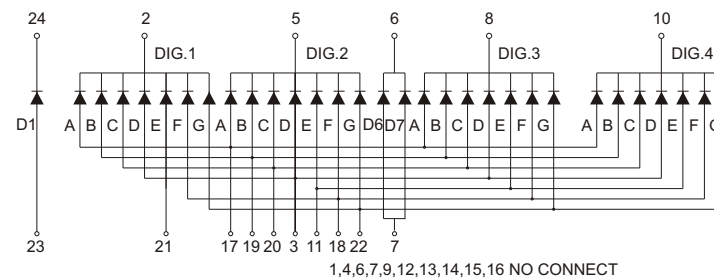 24 2 5 6 8 10
DIG.1 DIG.2 DIG.3 DIG.4
D1 A B C D E F G A B C D E F G D6 D7 A B C D E F G A B C D E F
23 21 17 19 20 3 11 18 22 7
1,4,6,7,9,12,13,14,15,16 NO CONNECT